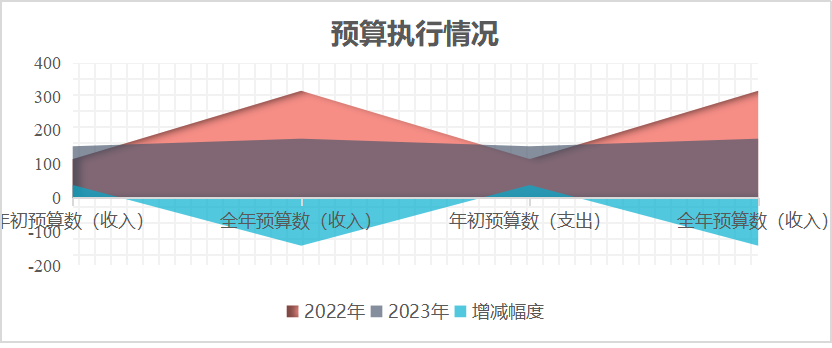 预算执行情况
400
300
200
100
0
-100
-200
年初预算数（收入）
全年预算数（收入）
年初预算数（支出）
全年预算数（收入）
2022年
2023年
增减幅度